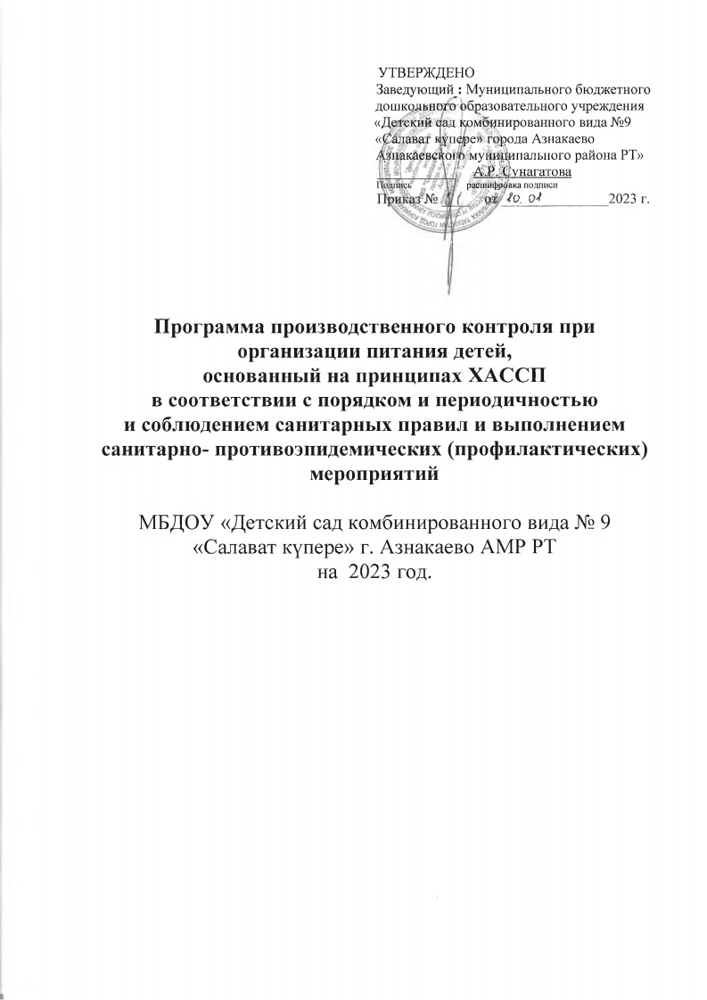 УТВЕРЖДЕНО
Заведующий : Муниципального бюджетного
дошкольного образовательного учреждения
«Детский сад комбинированного вида №9
«Салават күпере» города Азнакаево
Азнакаевского муниципального района РТ»
А.Р. Сунагатова
Подпись расшифровка подписи
Приказ № от 10.01 2023 г.
Программа производственного контроля при
организации питания детей,
основанный на принципах ХАССП
в соответствии с порядком и периодичностью
и соблюдением санитарных правил и выполнением
санитарно- противоэпидемических (профилактических)
мероприятий
МБДОУ «Детский сад комбинированного вида № 9
«Салават күпере» г. Азнакаево АМР РТ
на 2023 год.